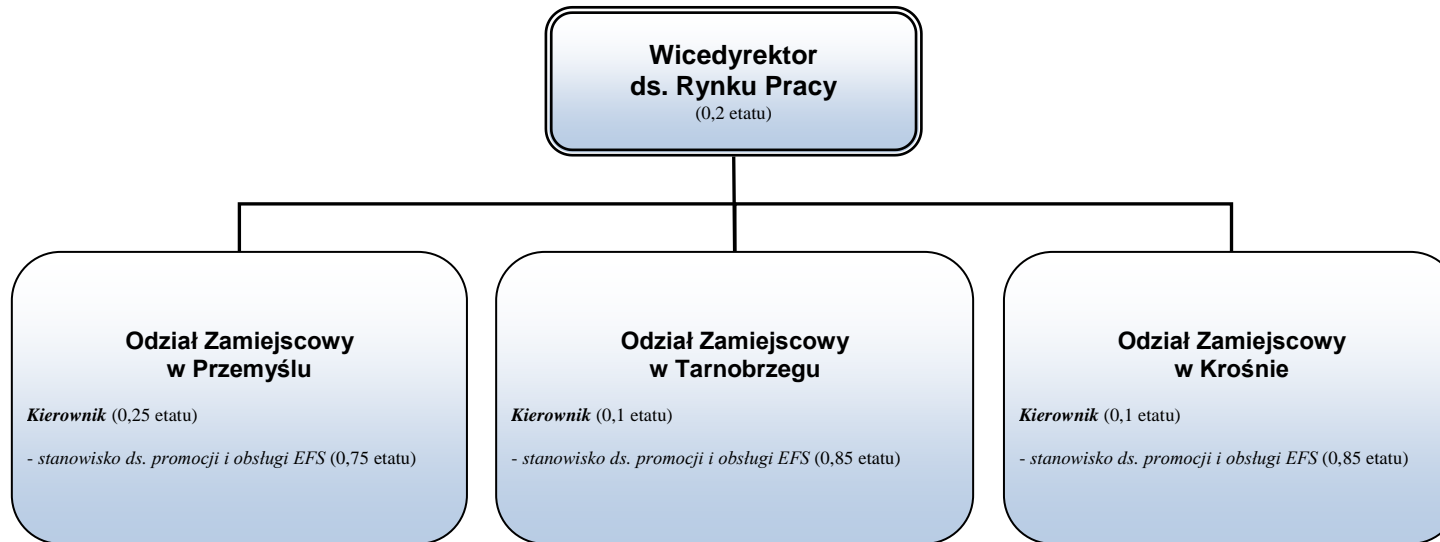 Wicedyrektor
ds. Rynku Pracy
(0,2 etatu)
Odział Zamiejscowy
w Przemyślu
Kierownik (0,25 etatu)
- stanowisko ds. promocji i obsługi EFS (0,75 etatu)
Odział Zamiejscowy
w Tarnobrzegu
Kierownik (0,1 etatu)
- stanowisko ds. promocji i obsługi EFS (0,85 etatu)
Odział Zamiejscowy
w Krośnie
Kierownik (0,1 etatu)
- stanowisko ds. promocji i obsługi EFS (0,85 etatu)